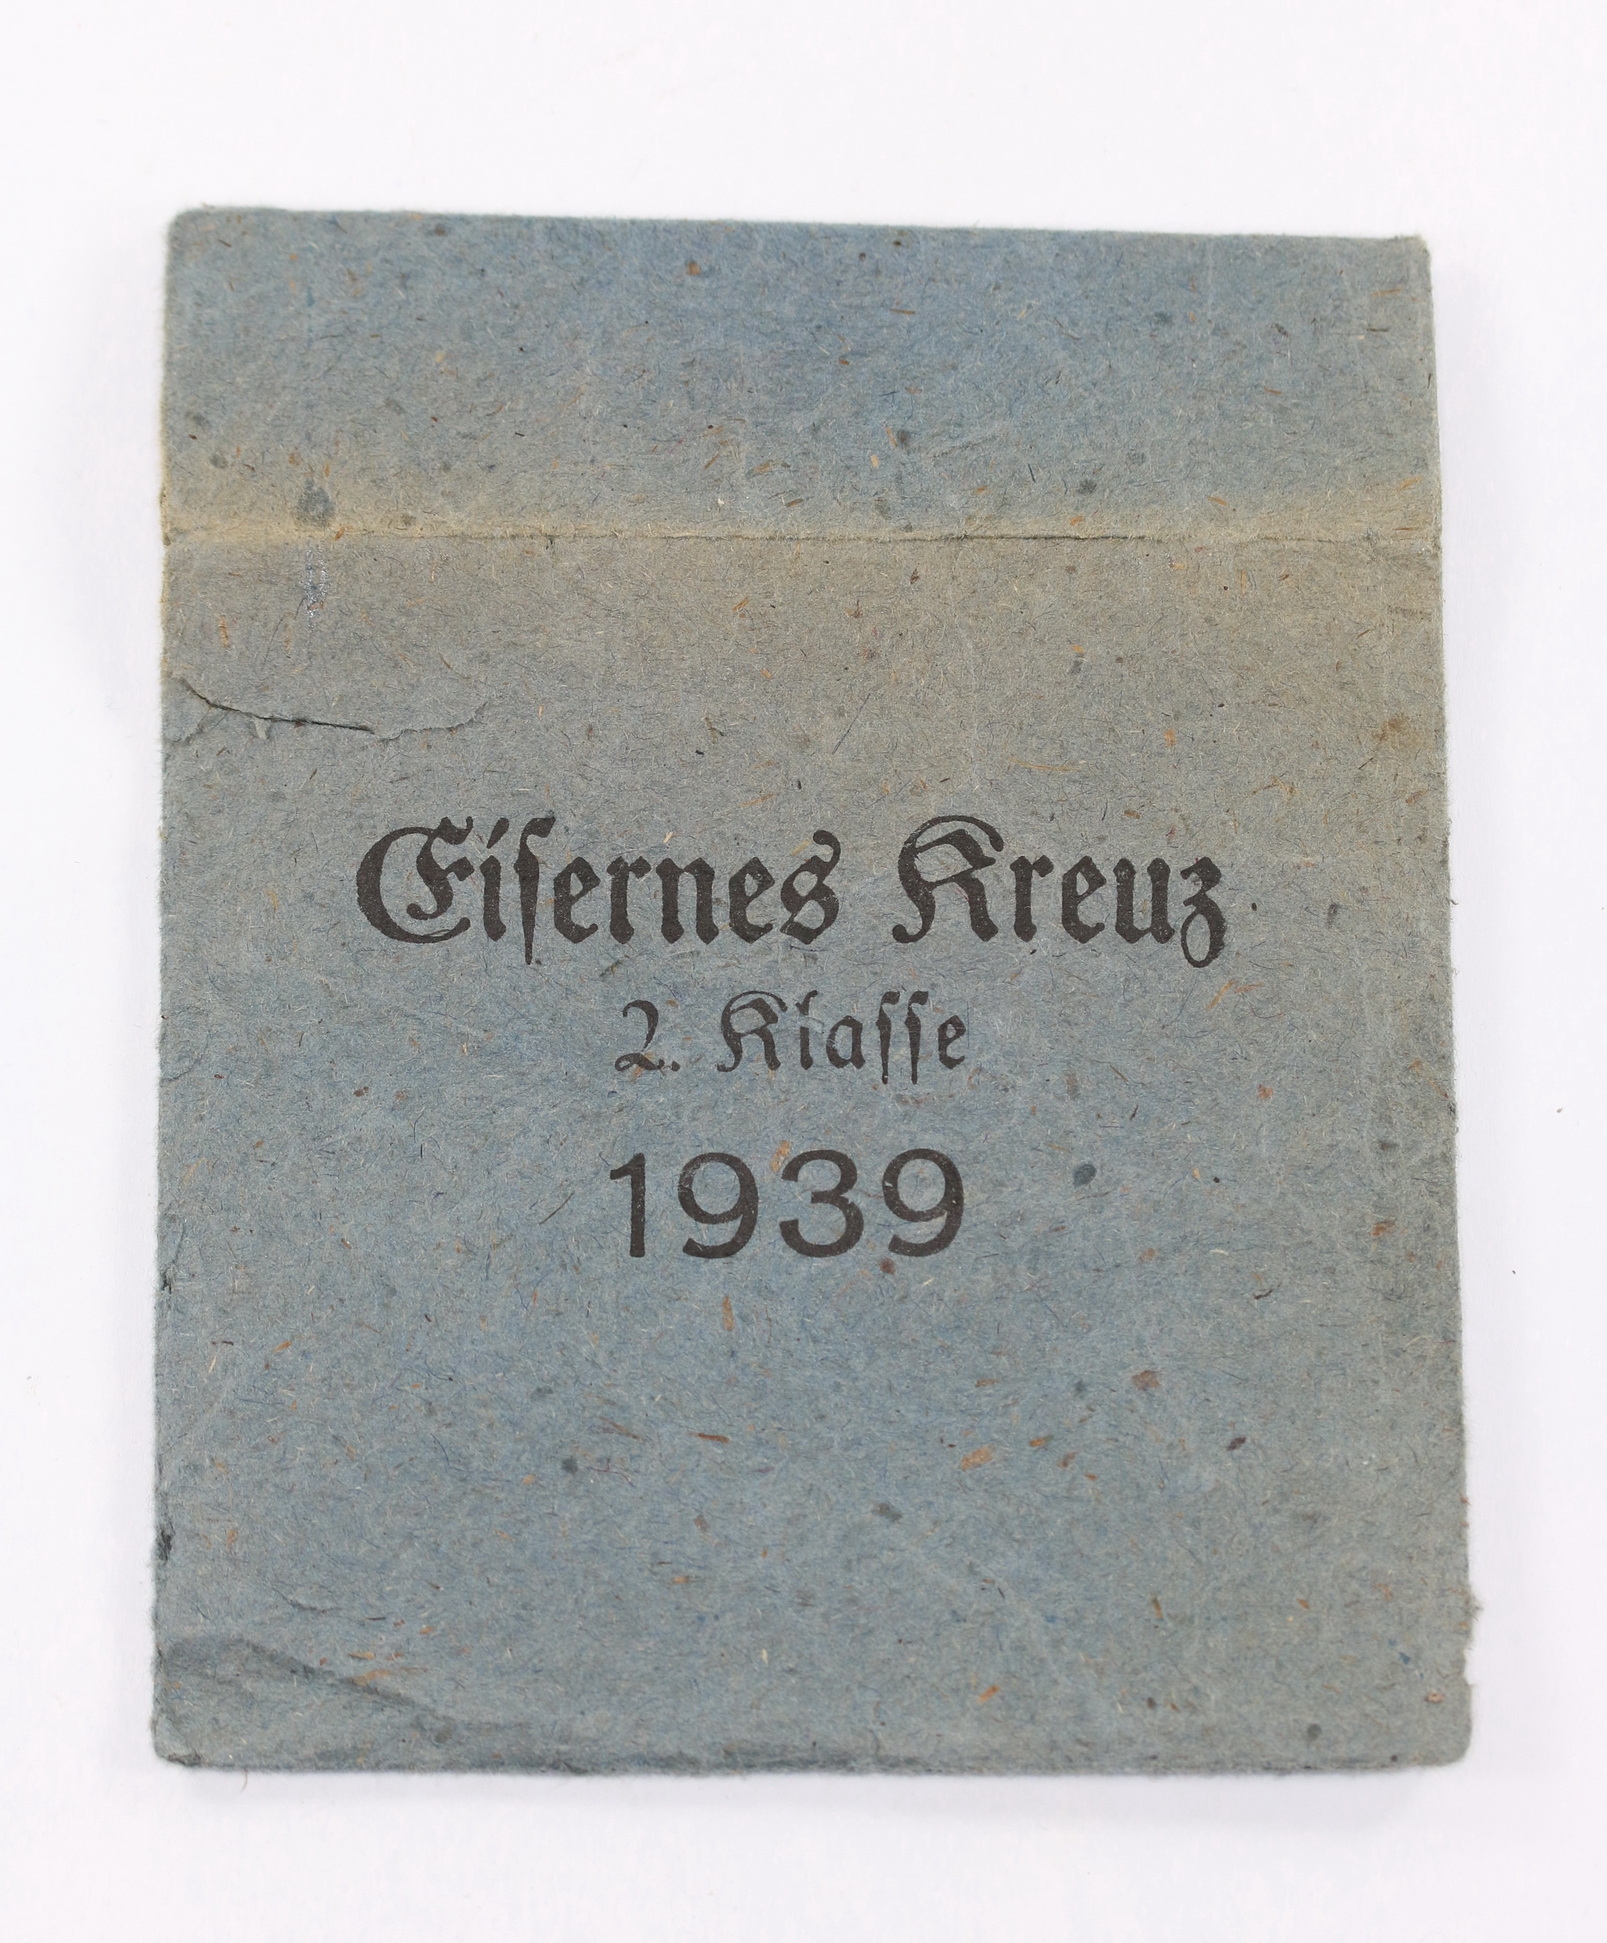 Eiſernes Kreuz
2. Klaſſe
1939